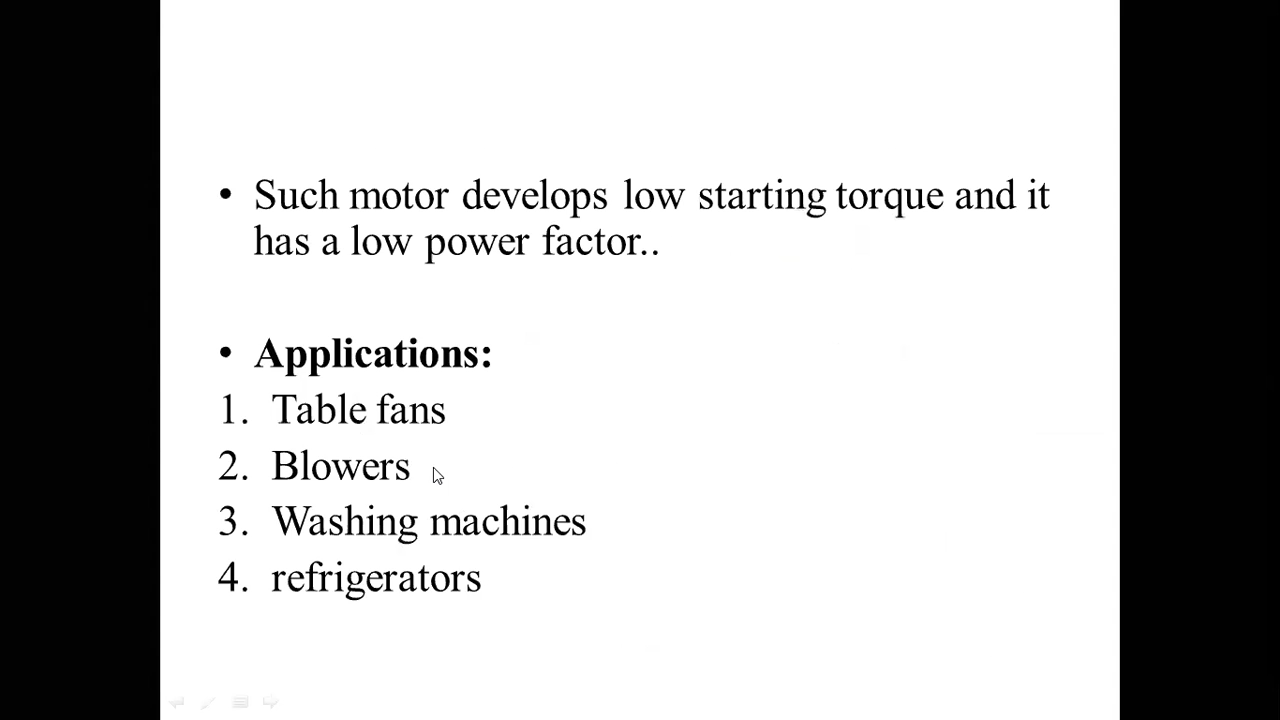 • Such motor develops low starting torque and it
has a low power factor..
• Applications:
1. Table fans
2. Blowers
3. Washing machines
4. refrigerators